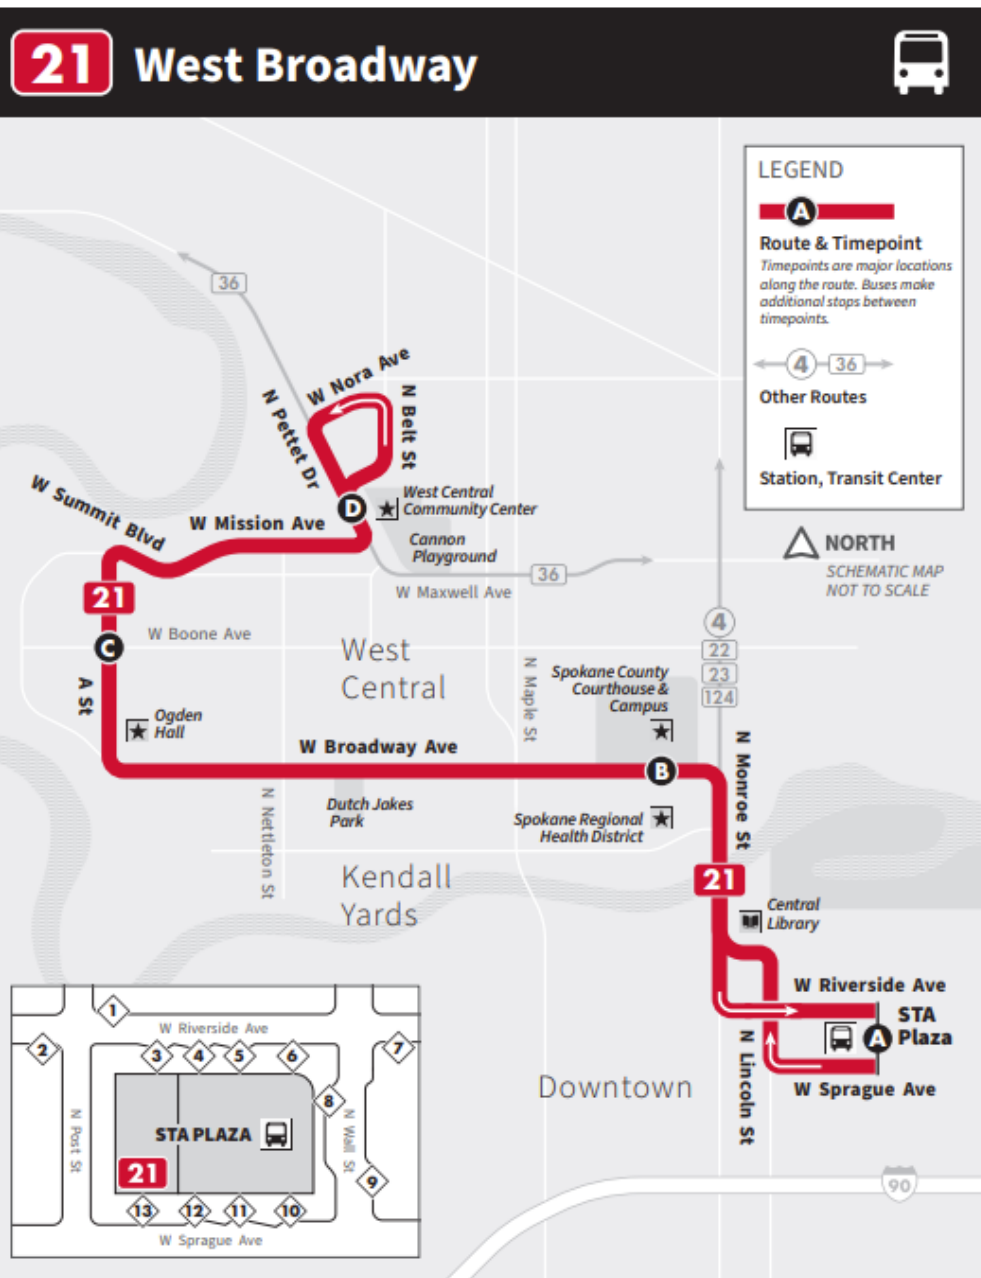 21 West Broadway
LEGEND
A
Route & Timepoint
Timepoints are major locations
along the route. Buses make
additional stops between
timepoints.
4 36
Other Routes
Station, Transit Center
NORTH
SCHEMATIC MAP
NOT TO SCALE
36
W Nora Ave
N Pettet Dr
N Belt St
W Summit Blvd
W Mission Ave
D
West Central
Community Center
Cannon
Playground
36
W Maxwell Ave
21
C
W Boone Ave
A St
Ogden
Hall
West
Central
N Maple St
4
22
23
124
Spokane County
Courthouse &
Campus
W Broadway Ave
B
N Monroe St
N Nettleton St
Dutch Jakes
Park
Spokane Regional
Health District
Kendall
Yards
21
Central
Library
W Riverside Ave
STA
Plaza
A
N Lincoln St
W Sprague Ave
Downtown
90
1
W Riverside Ave
2
3
4
5
6
7
8
N Post St
STA PLAZA
N Wall St
21
9
13
12
11
10
W Sprague Ave